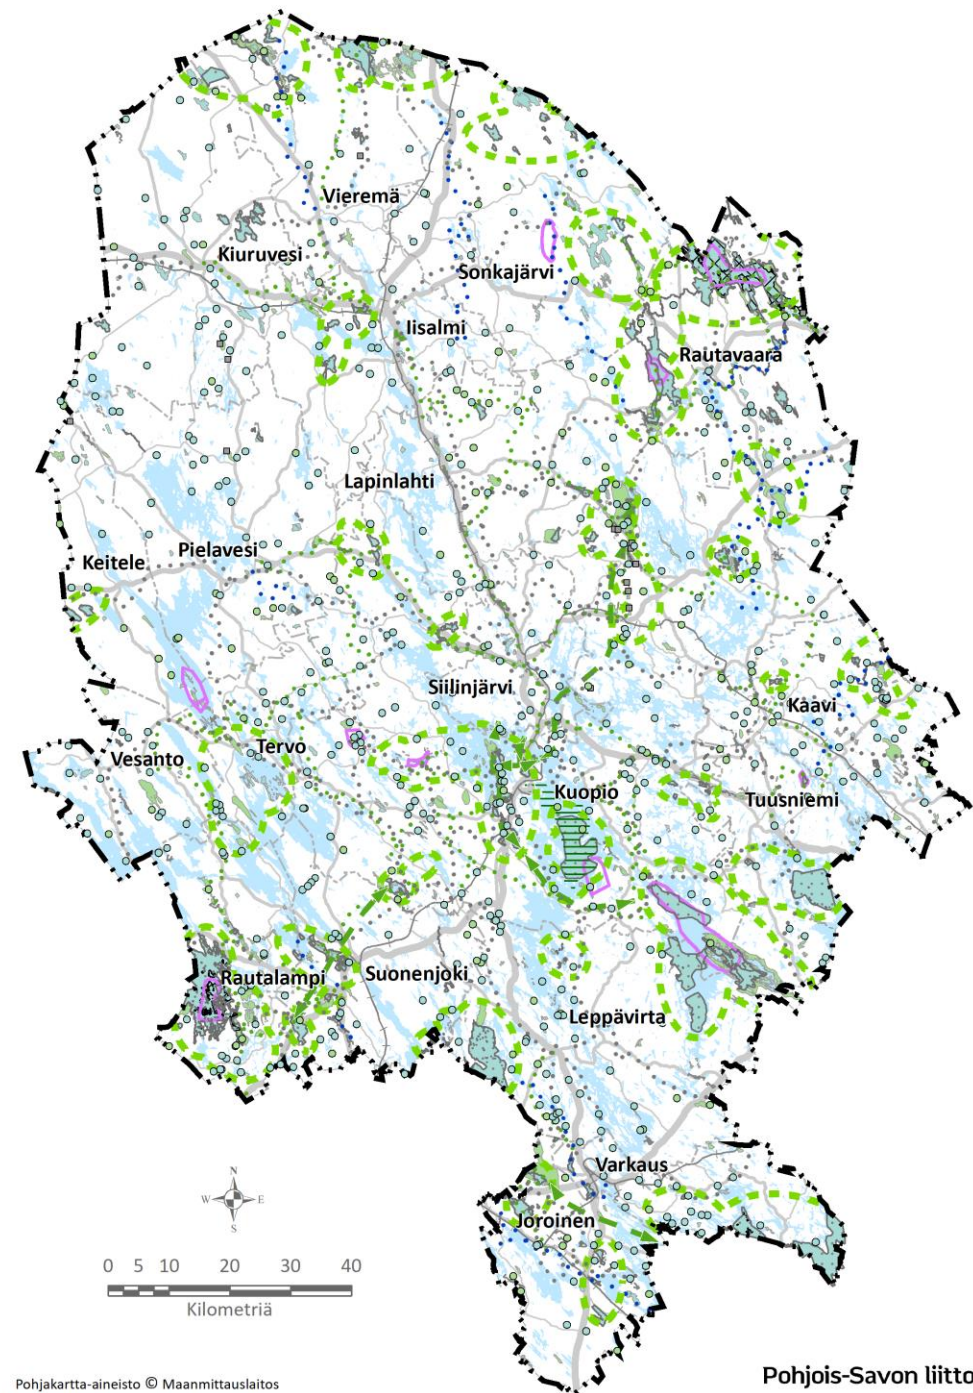 Vieremä
Kiuruvesi
Sonkajärvi
Iisalmi
Rautavaara
Lapinlahti
Pielavesi
Keitele
Siilinjärvi
Kaavi
Tervo
Vesanto
Kuopio
Tuusniemi
Rautalampi
Suonenjoki
Leppävirta
Varkaus
Joroinen
N
W E
S
0 5 10 20 30 40
Kilometriä
Pohjakartta-aineisto © Maanmittauslaitos
Pohjois-Savon liitto